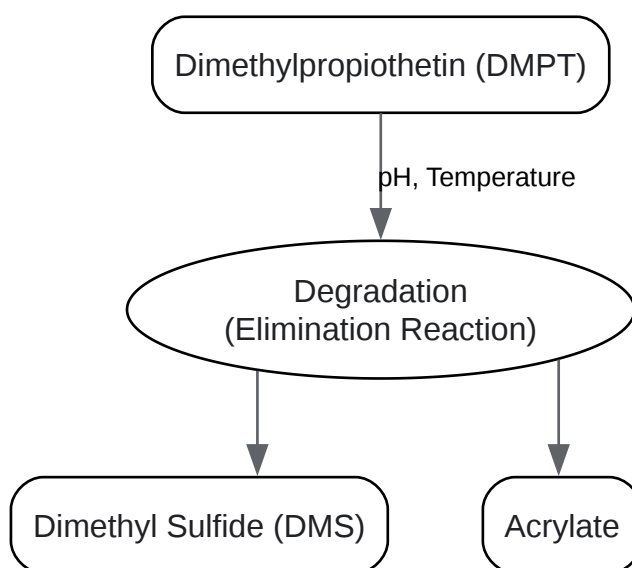 Dimethylpropiothetin (DMPT)
pH, Temperature
Degradation
(Elimination Reaction)
Dimethyl Sulfide (DMS)
Acrylate